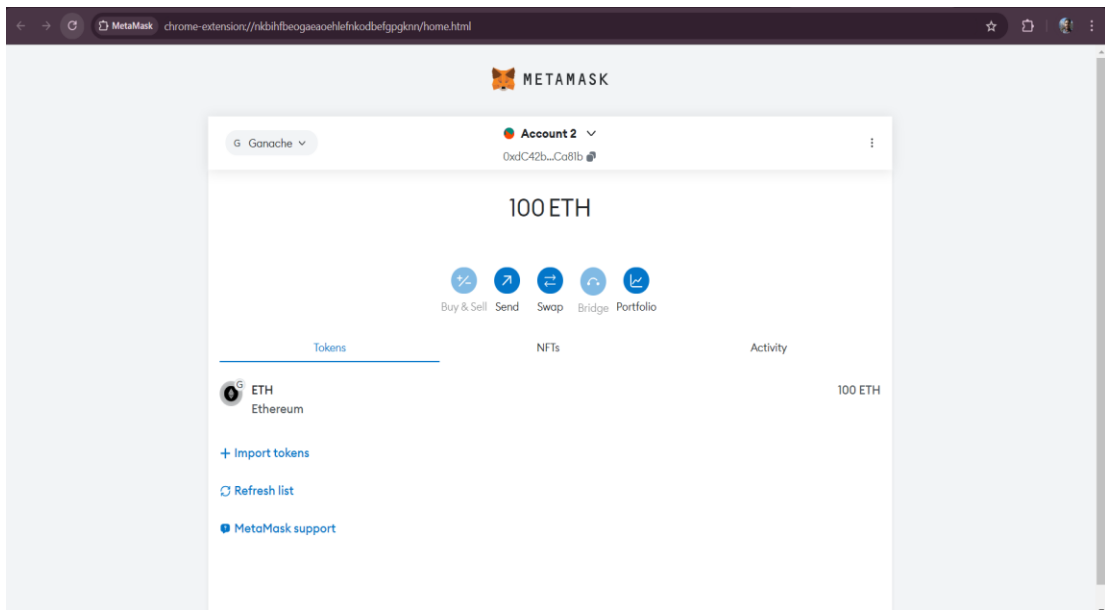 MetaMask chrome-extension://nkbihfbeogaeaoehlefnkodbefgpgknn/home.html
METAMASK
G Ganache
Account 2
0xdC42b...Ca81b
100 ETH
Buy & Sell Send Swap Bridge Portfolio
Tokens NFTs Activity
G
ETH 100 ETH
Ethereum
+ Import tokens
Refresh list
MetaMask support